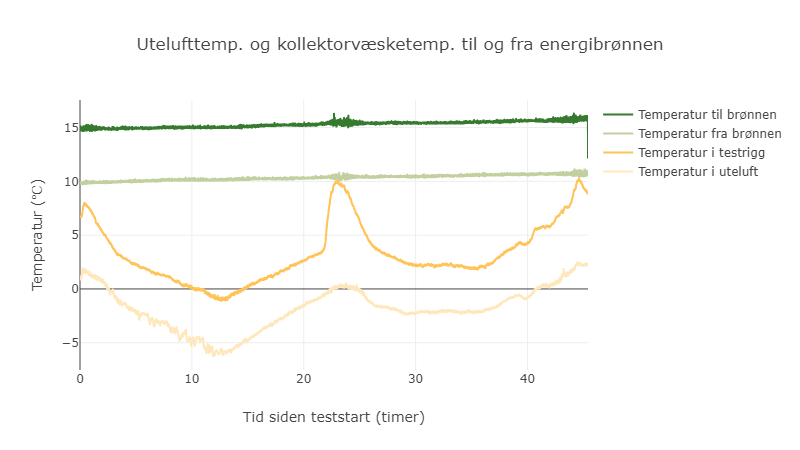 Utelufttemp. og kollektorvæsketemp. til og fra energibrønnen
Temperatur til brønnen
Temperatur fra brønnen
Temperatur i testrigg
Temperatur i uteluft
Temperatur (℃)
15
10
5
0
−5
0
10
20
30
40
Tid siden teststart (timer)